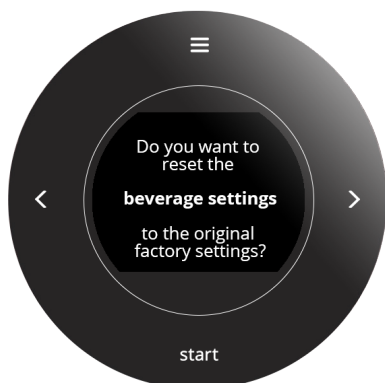 Do you want to
reset the
beverage settings
to the original
factory settings?
start